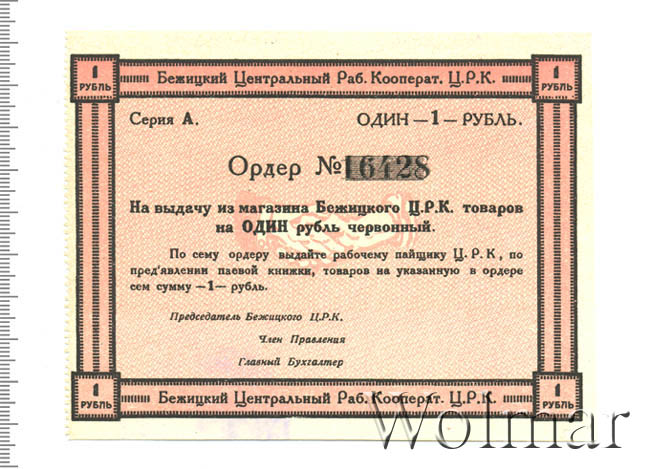 1 РУБЛЬ
Бежицкий Центральный Раб. Кооперат. Ц.Р.К.
1 РУБЛЬ
Серия А.
ОДИН —1— РУБЛЬ.
Ордер № 16428
На выдачу из магазина Бежицкого Ц.Р.К. товаров
на ОДИН рубль червонный.
По сему ордеру выдайте рабочему пайщику Ц.Р.К, по
пред'явлении паевой книжки, товаров на указанную в ордере
сем сумму —1— рубль.
Председатель Бежицкого Ц.Р.К.
Член Правления
Главный Бухгалтер
1 РУБЛЬ
Бежицкий Центральный Раб. Кооперат. Ц.Р.К.
1 РУБЛЬ
Wolmar